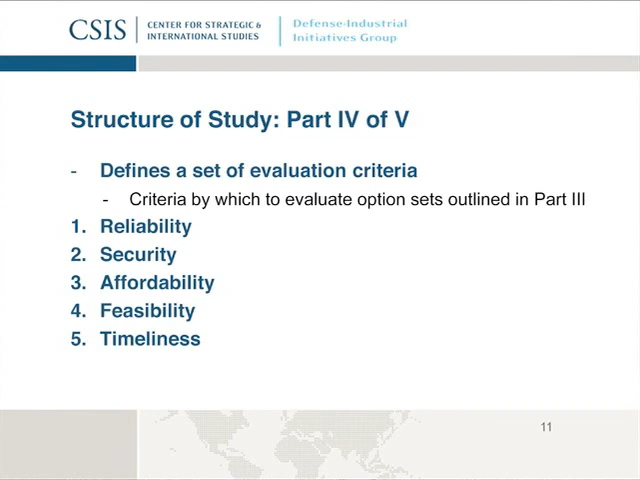 CSIS
CENTER FOR STRATEGIC &
INTERNATIONAL STUDIES
Defense-Industrial
Initiatives Group
Structure of Study: Part IV of V
- Defines a set of evaluation criteria
- Criteria by which to evaluate option sets outlined in Part III
1. Reliability
2. Security
3. Affordability
4. Feasibility
5. Timeliness
11